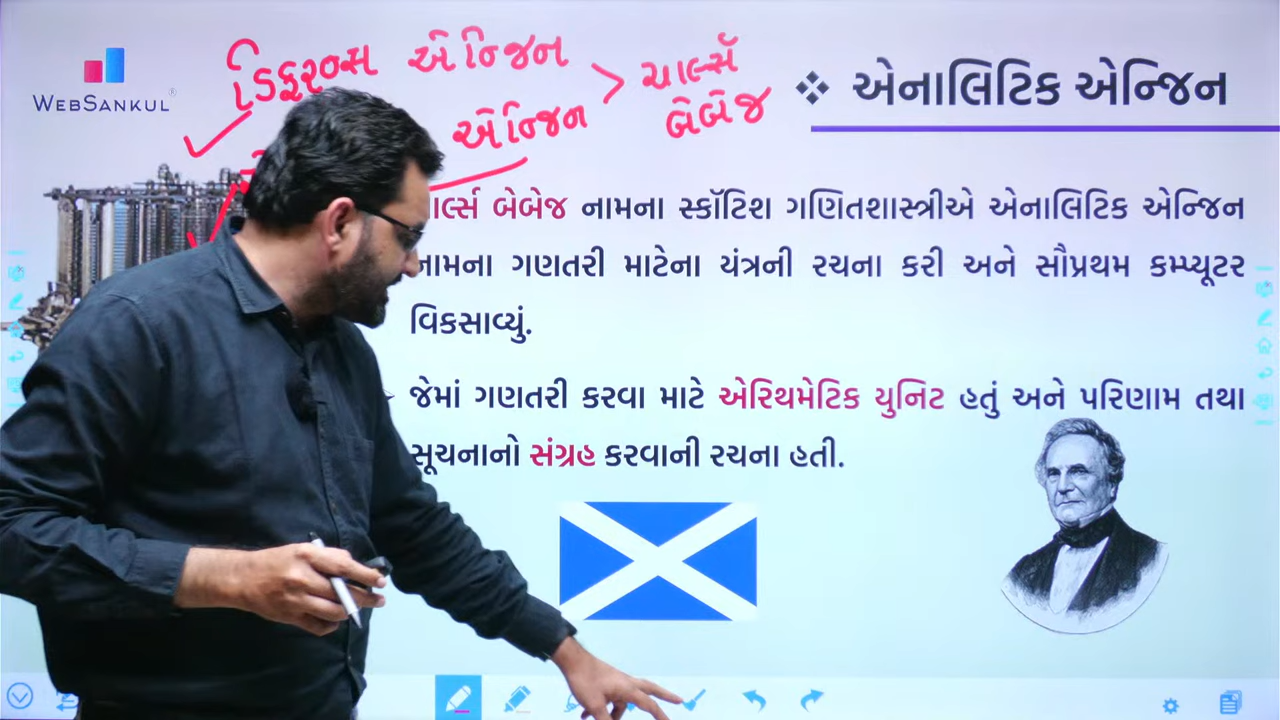 WEBSANKUL
ડિફરન્સ એન્જિન
એન્જિન > ચાર્લ્સ બેબેજ
❖ એનાલિટિક એન્જિન
ાર્લ્સ બેબેજ નામના સ્કૉટિશ ગણિતશાસ્ત્રીએ એનાલિટિક એન્જિન
નામના ગણતરી માટેના યંત્રની રચના કરી અને સૌપ્રથમ કમ્પ્યૂટર
વિકસાવ્યું.
જેમાં ગણતરી કરવા માટે એરિથમેટિક યુનિટ હતું અને પરિણામ તથા
સૂચનાનો સંગ્રહ કરવાની રચના હતી.